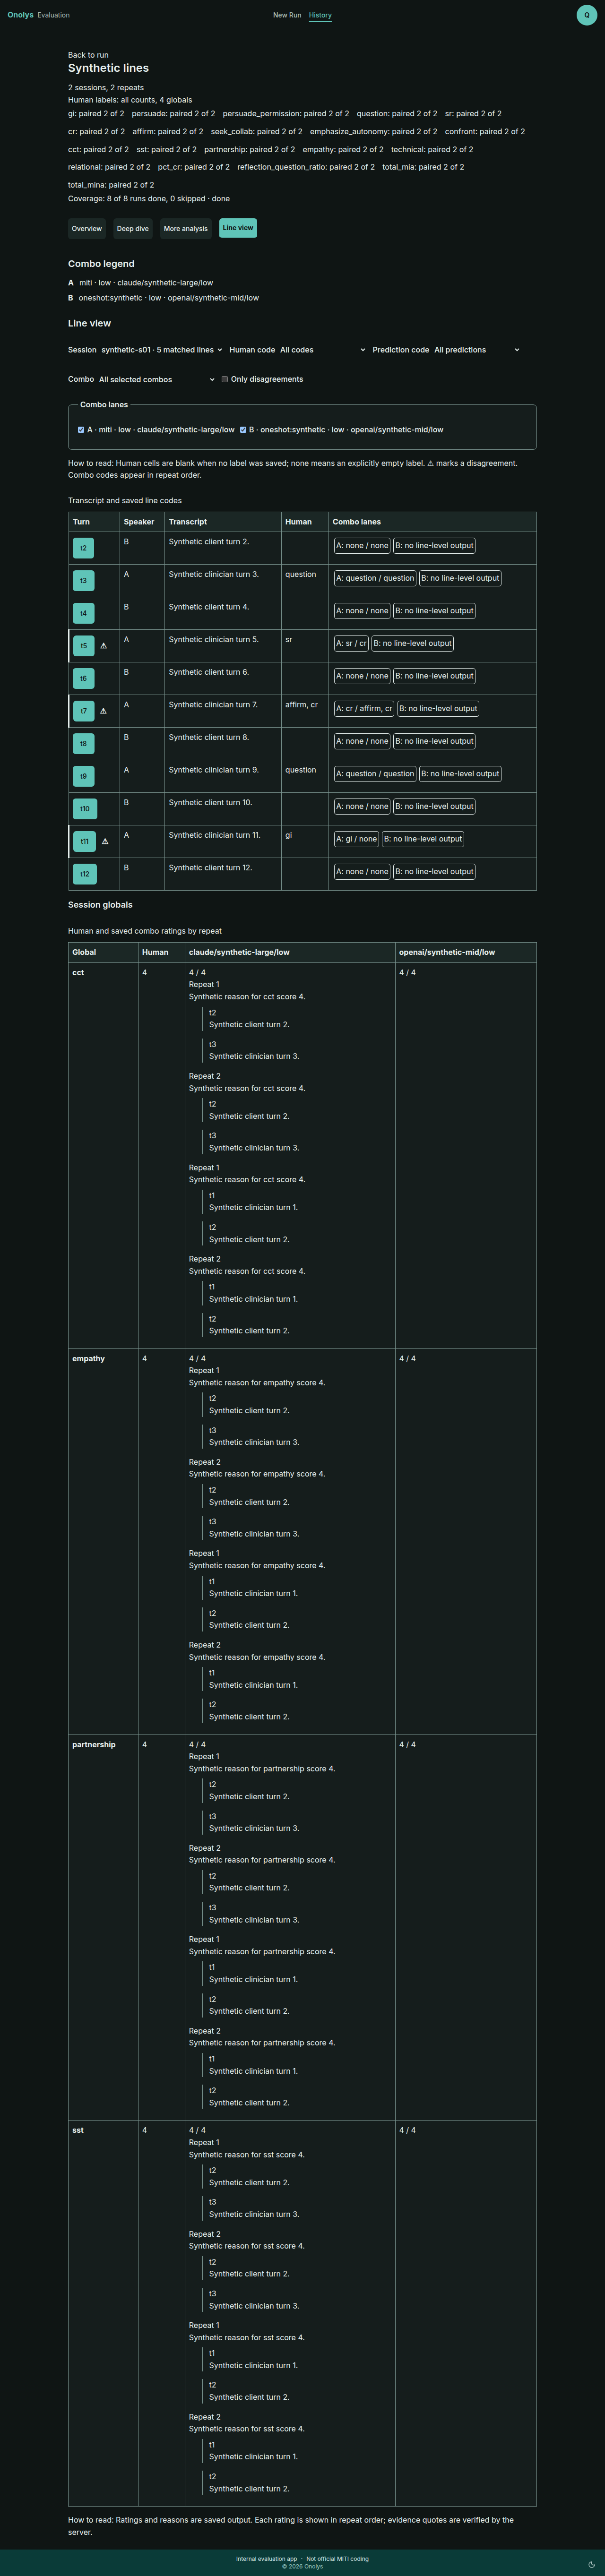 Onolys Evaluation
New Run History
Q
Back to run
Synthetic lines
2 sessions, 2 repeats
Human labels: all counts, 4 globals
gi: paired 2 of 2 persuade: paired 2 of 2 persuade_permission: paired 2 of 2 question: paired 2 of 2 sr: paired 2 of 2
cr: paired 2 of 2 affirm: paired 2 of 2 seek_collab: paired 2 of 2 emphasize_autonomy: paired 2 of 2 confront: paired 2 of 2
cct: paired 2 of 2 sst: paired 2 of 2 partnership: paired 2 of 2 empathy: paired 2 of 2 technical: paired 2 of 2
relational: paired 2 of 2 pct_cr: paired 2 of 2 reflection_question_ratio: paired 2 of 2 total_mia: paired 2 of 2
total_mina: paired 2 of 2
Coverage: 8 of 8 runs done, 0 skipped · done
Overview Deep dive More analysis Line view
Combo legend
A miti · low · claude/synthetic-large/low
B oneshot:synthetic · low · openai/synthetic-mid/low
Line view
Session synthetic-s01 · 5 matched lines Human code All codes Prediction code All predictions
Combo All selected combos Only disagreements
Combo lanes
A · miti · low · claude/synthetic-large/low B · oneshot:synthetic · low · openai/synthetic-mid/low
How to read: Human cells are blank when no label was saved; none means an explicitly empty label. ⚠ marks a disagreement.
Combo codes appear in repeat order.
Transcript and saved line codes
Turn Speaker Transcript Human Combo lanes
t2 B Synthetic client turn 2. A: none / none B: no line-level output
t3 A Synthetic clinician turn 3. question A: question / question B: no line-level output
t4 B Synthetic client turn 4. A: none / none B: no line-level output
t5 ⚠ A Synthetic clinician turn 5. sr A: sr / cr B: no line-level output
t6 B Synthetic client turn 6. A: none / none B: no line-level output
t7 ⚠ A Synthetic clinician turn 7. affirm, cr A: cr / affirm, cr B: no line-level output
t8 B Synthetic client turn 8. A: none / none B: no line-level output
t9 A Synthetic clinician turn 9. question A: question / question B: no line-level output
t10 B Synthetic client turn 10. A: none / none B: no line-level output
t11 ⚠ A Synthetic clinician turn 11. gi A: gi / none B: no line-level output
t12 B Synthetic client turn 12. A: none / none B: no line-level output
Session globals
Human and saved combo ratings by repeat
Global Human claude/synthetic-large/low openai/synthetic-mid/low
cct 4 4 / 4 4 / 4
Repeat 1
Synthetic reason for cct score 4.
t2
Synthetic client turn 2.
t3
Synthetic clinician turn 3.
Repeat 2
Synthetic reason for cct score 4.
t2
Synthetic client turn 2.
t3
Synthetic clinician turn 3.
Repeat 1
Synthetic reason for cct score 4.
t1
Synthetic clinician turn 1.
t2
Synthetic client turn 2.
Repeat 2
Synthetic reason for cct score 4.
t1
Synthetic clinician turn 1.
t2
Synthetic client turn 2.
empathy 4 4 / 4 4 / 4
Repeat 1
Synthetic reason for empathy score 4.
t2
Synthetic client turn 2.
t3
Synthetic clinician turn 3.
Repeat 2
Synthetic reason for empathy score 4.
t2
Synthetic client turn 2.
t3
Synthetic clinician turn 3.
Repeat 1
Synthetic reason for empathy score 4.
t1
Synthetic clinician turn 1.
t2
Synthetic client turn 2.
Repeat 2
Synthetic reason for empathy score 4.
t1
Synthetic clinician turn 1.
t2
Synthetic client turn 2.
partnership 4 4 / 4 4 / 4
Repeat 1
Synthetic reason for partnership score 4.
t2
Synthetic client turn 2.
t3
Synthetic clinician turn 3.
Repeat 2
Synthetic reason for partnership score 4.
t2
Synthetic client turn 2.
t3
Synthetic clinician turn 3.
Repeat 1
Synthetic reason for partnership score 4.
t1
Synthetic clinician turn 1.
t2
Synthetic client turn 2.
Repeat 2
Synthetic reason for partnership score 4.
t1
Synthetic clinician turn 1.
t2
Synthetic client turn 2.
sst 4 4 / 4 4 / 4
Repeat 1
Synthetic reason for sst score 4.
t2
Synthetic client turn 2.
t3
Synthetic clinician turn 3.
Repeat 2
Synthetic reason for sst score 4.
t2
Synthetic client turn 2.
t3
Synthetic clinician turn 3.
Repeat 1
Synthetic reason for sst score 4.
t1
Synthetic clinician turn 1.
t2
Synthetic client turn 2.
Repeat 2
Synthetic reason for sst score 4.
t1
Synthetic clinician turn 1.
t2
Synthetic client turn 2.
How to read: Ratings and reasons are saved output. Each rating is shown in repeat order; evidence quotes are verified by the
server.
Internal evaluation app · Not official MITI coding
© 2026 Onolys